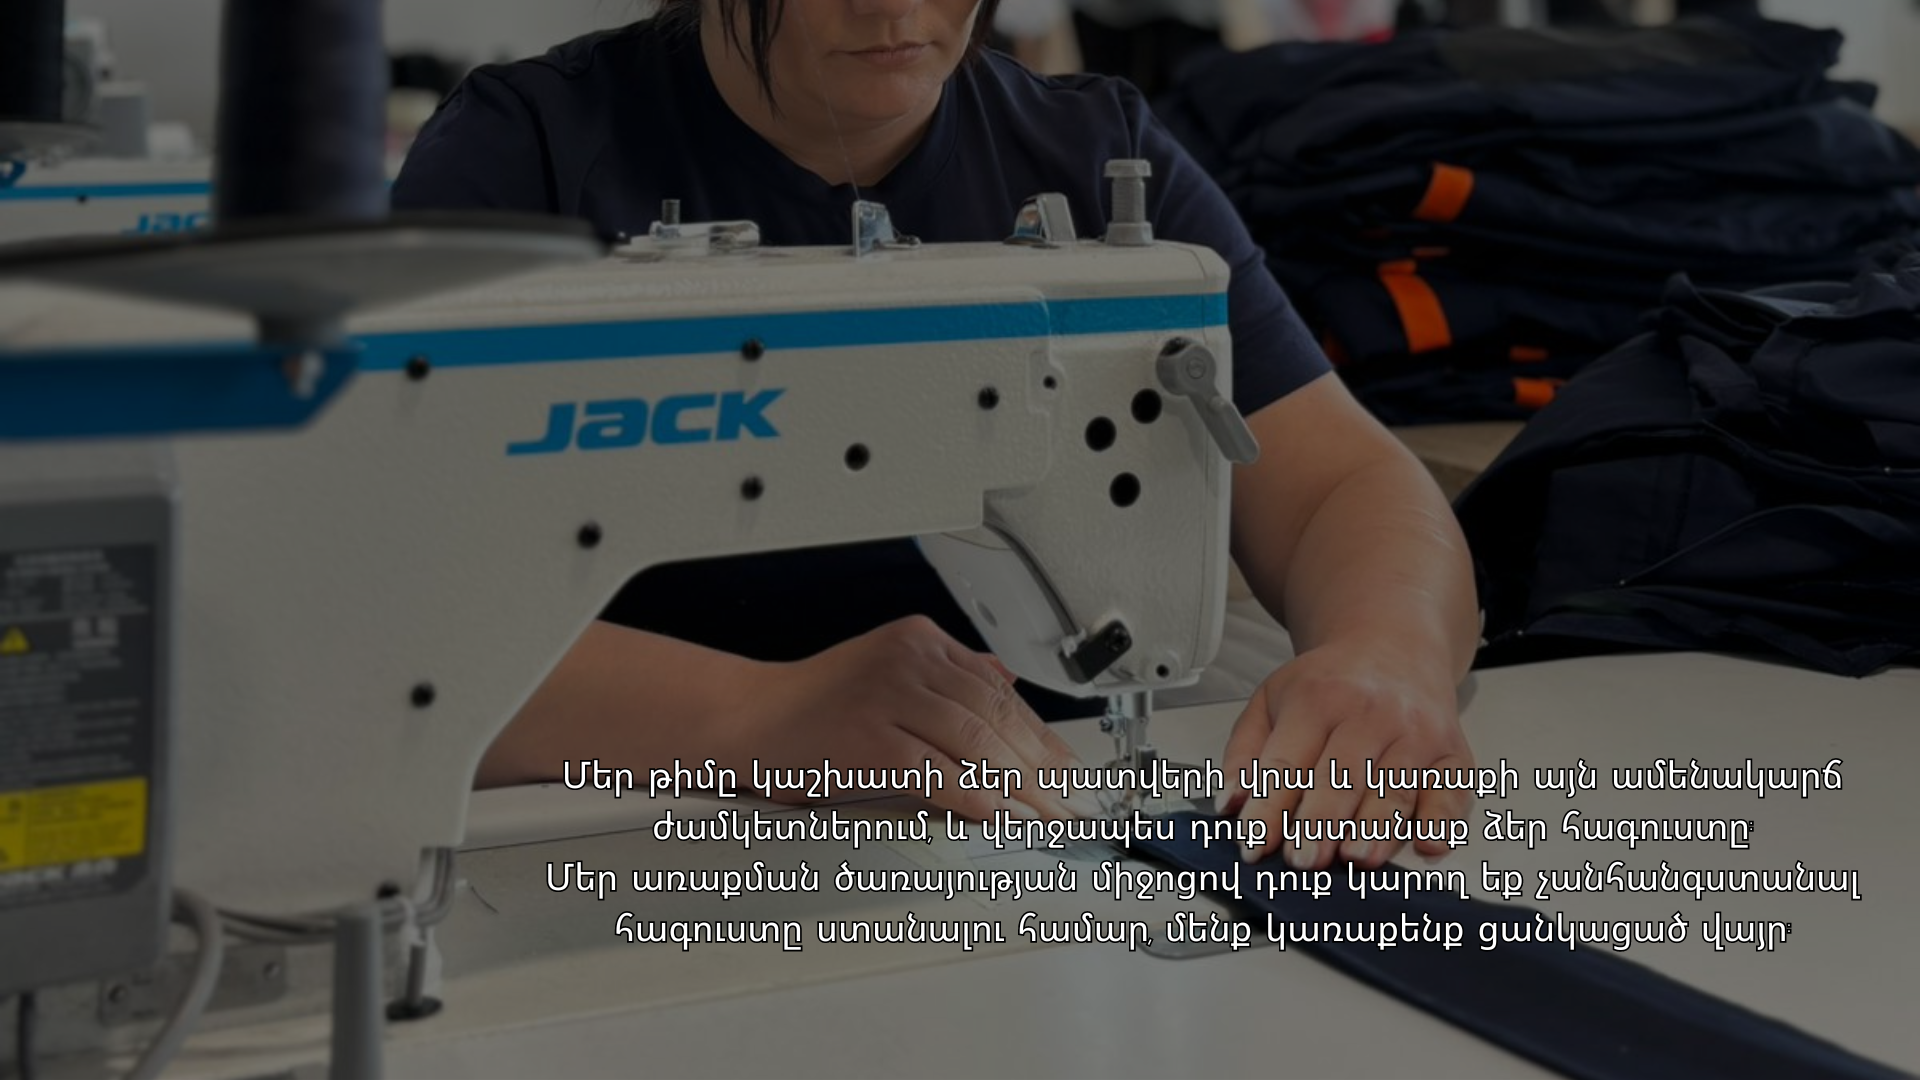 JACK
JACK
Մեր թիմը կաշխատի ձեր պատվերի վրա և կառաքի այն ամենակարճ
ժամկետներում, և վերջապես դուք կստանաք ձեր հագուստը։
Մեր առաքման ծառայության միջոցով դուք կարող եք չանհանգստանալ
հագուստը ստանալու համար, մենք կառաքենք ցանկացած վայր։